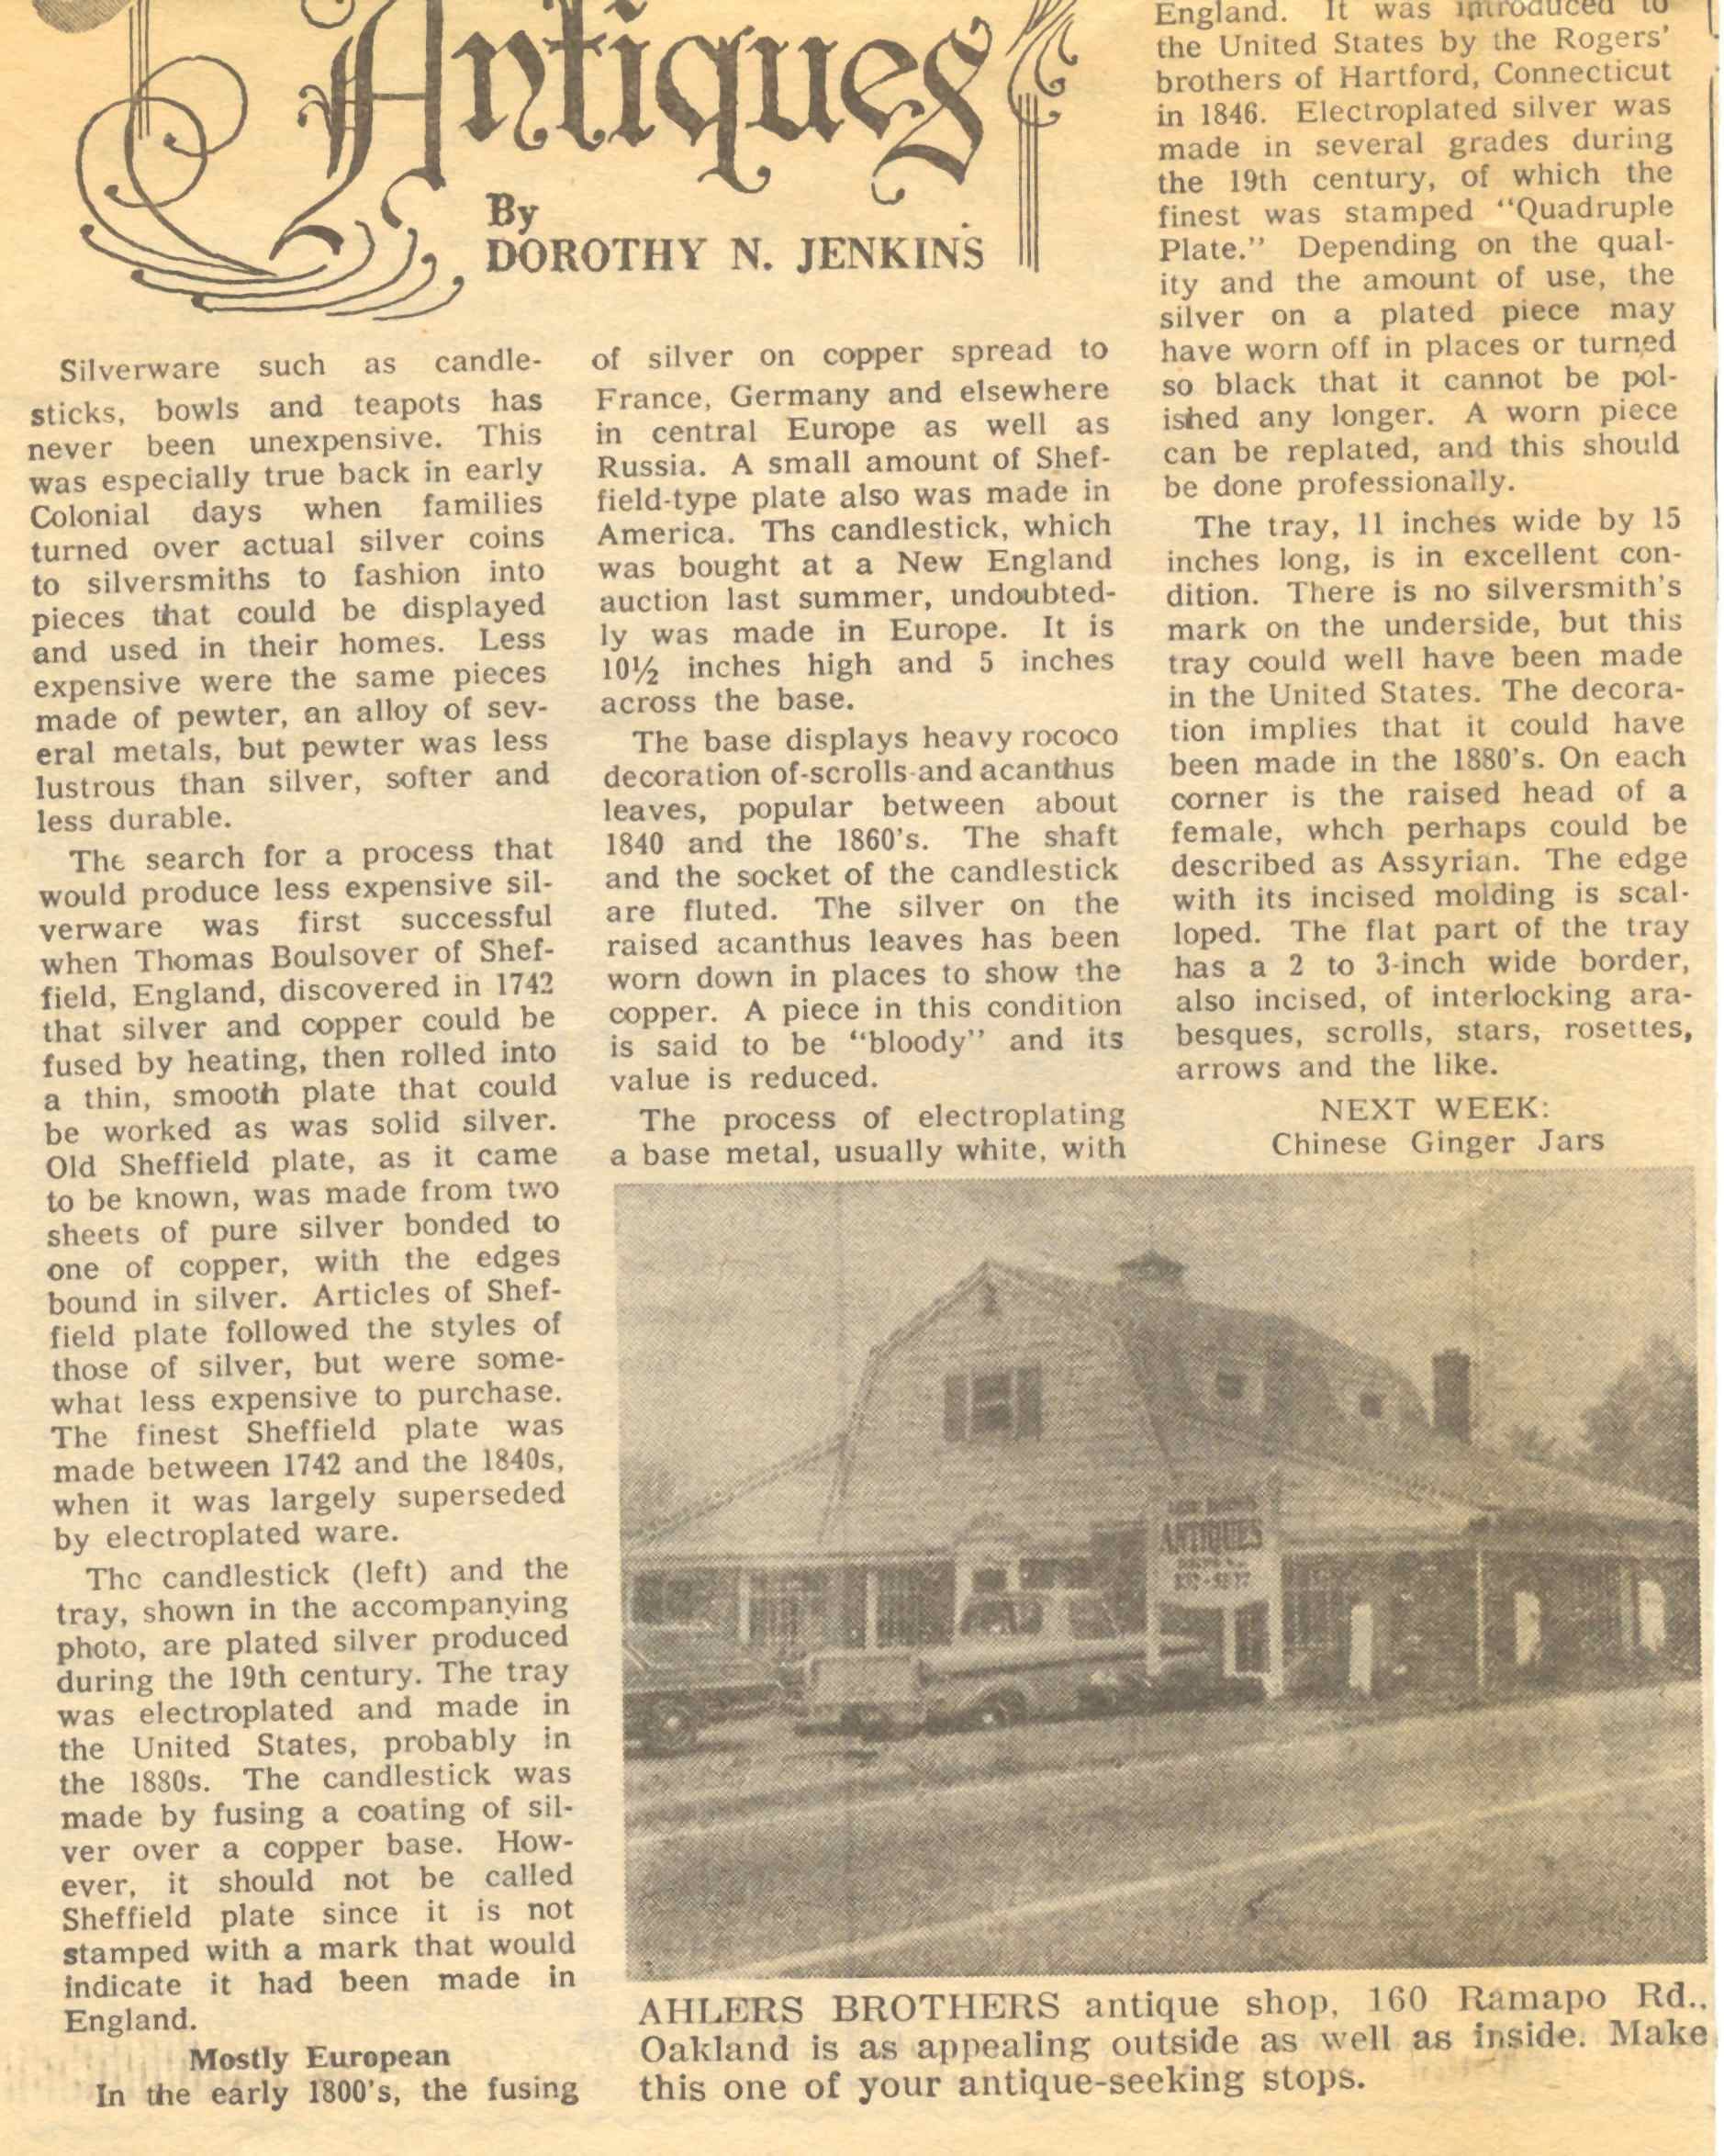 Antiques
By
DOROTHY N. JENKINS
Silverware such as candle-
sticks, bowls and teapots has
never been unexpensive. This
was especially true back in early
Colonial days when families
turned over actual silver coins
to silversmiths to fashion into
pieces that could be displayed
and used in their homes. Less
expensive were the same pieces
made of pewter, an alloy of sev-
eral metals, but pewter was less
lustrous than silver, softer and
less durable.
The search for a process that
would produce less expensive sil-
verware was first successful
when Thomas Boulsover of Shef-
field, England, discovered in 1742
that silver and copper could be
fused by heating, then rolled into
a thin, smooth plate that could
be worked as was solid silver.
Old Sheffield plate, as it came
to be known, was made from two
sheets of pure silver bonded to
one of copper, with the edges
bound in silver. Articles of Shef-
field plate followed the styles of
those of silver, but were some-
what less expensive to purchase.
The finest Sheffield plate was
made between 1742 and the 1840s,
when it was largely superseded
by electroplated ware.
The candlestick (left) and the
tray, shown in the accompanying
photo, are plated silver produced
during the 19th century. The tray
was electroplated and made in
the United States, probably in
the 1880s. The candlestick was
made by fusing a coating of sil-
ver over a copper base. How-
ever, it should not be called
Sheffield plate since it is not
stamped with a mark that would
indicate it had been made in
England.
Mostly European
In the early 1800's, the fusing
of silver on copper spread to
France, Germany and elsewhere
in central Europe as well as
Russia. A small amount of Shef-
field-type plate also was made in
America. Ths candlestick, which
was bought at a New England
auction last summer, undoubted-
ly was made in Europe. It is
10½ inches high and 5 inches
across the base.
The base displays heavy rococo
decoration of-scrolls-and acanthus
leaves, popular between about
1840 and the 1860's. The shaft
and the socket of the candlestick
are fluted. The silver on the
raised acanthus leaves has been
worn down in places to show the
copper. A piece in this condition
is said to be "bloody" and its
value is reduced.
The process of electroplating
a base metal, usually white, with
England. It was introduced to
the United States by the Rogers'
brothers of Hartford, Connecticut
in 1846. Electroplated silver was
made in several grades during
the 19th century, of which the
finest was stamped "Quadruple
Plate." Depending on the qual-
ity and the amount of use, the
silver on a plated piece may
have worn off in places or turned
so black that it cannot be pol-
ished any longer. A worn piece
can be replated, and this should
be done professionally.
The tray, 11 inches wide by 15
inches long, is in excellent con-
dition. There is no silversmith's
mark on the underside, but this
tray could well have been made
in the United States. The decora-
tion implies that it could have
been made in the 1880's. On each
corner is the raised head of a
female, whch perhaps could be
described as Assyrian. The edge
with its incised molding is scal-
loped. The flat part of the tray
has a 2 to 3-inch wide border,
also incised, of interlocking ara-
besques, scrolls, stars, rosettes,
arrows and the like.
NEXT WEEK:
Chinese Ginger Jars
ANTIQUES
AHLERS BROTHERS antique shop, 160 Ramapo Rd.,
Oakland is as appealing outside as well as inside. Make
this one of your antique-seeking stops.